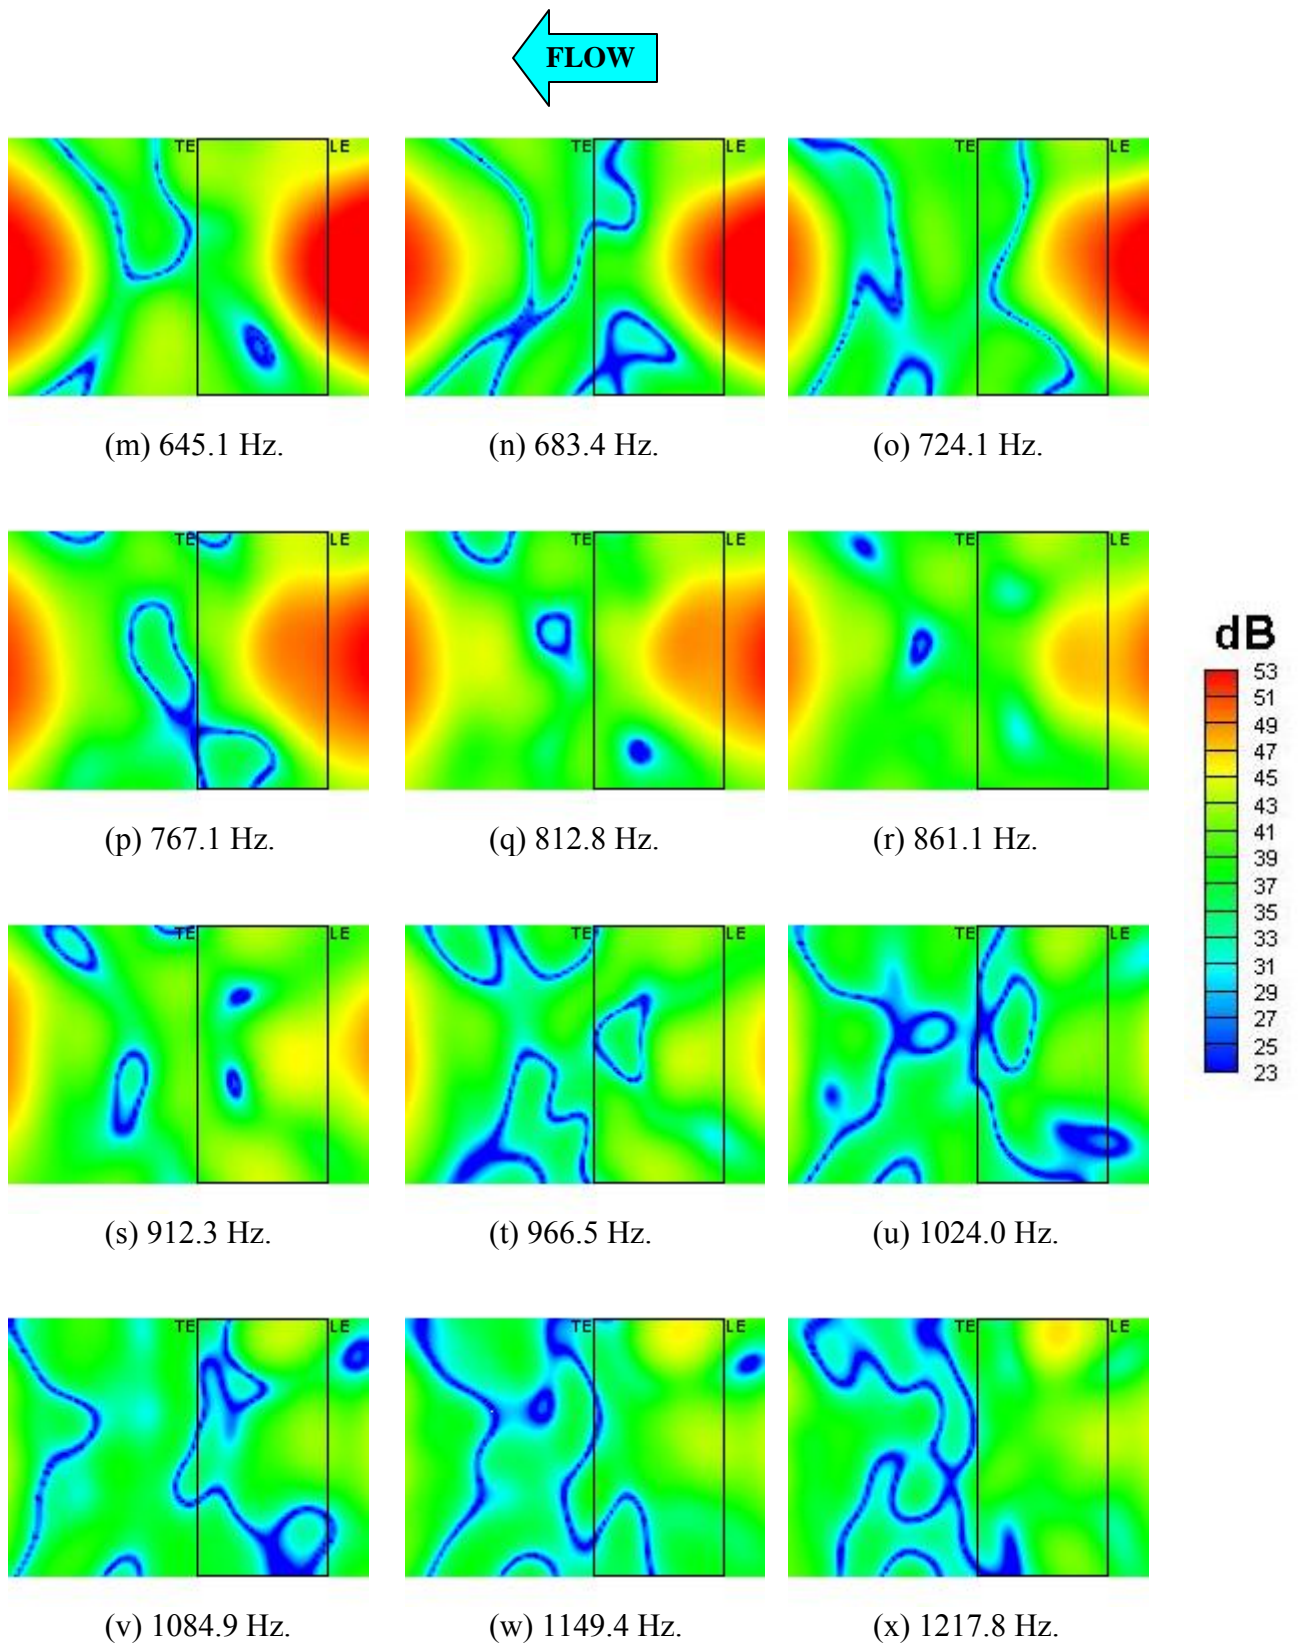 FLOW
TE LE TE LE TE LE
(m) 645.1 Hz. (n) 683.4 Hz. (o) 724.1 Hz.
TE LE TE LE TE LE
(p) 767.1 Hz. (q) 812.8 Hz. (r) 861.1 Hz.
dB
53
51
49
47
45
43
41
39
37
35
33
31
29
27
25
23
TE LE TE LE TE LE
(s) 912.3 Hz. (t) 966.5 Hz. (u) 1024.0 Hz.
TE LE TE LE TE LE
(v) 1084.9 Hz. (w) 1149.4 Hz. (x) 1217.8 Hz.